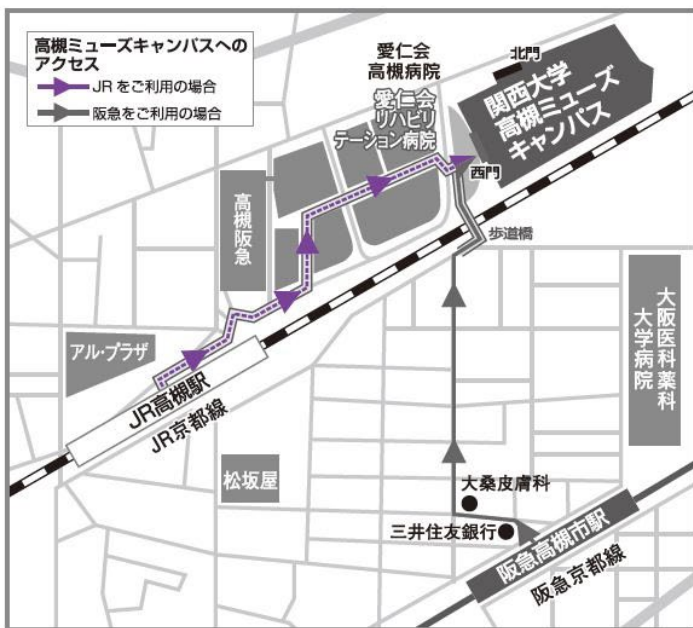 高槻ミューズキャンパスへの
アクセス
JRをご利用の場合
阪急をご利用の場合
愛仁会
高槻病院
愛仁会
リハビリ
テーション病院
北門
関西大学
高槻ミューズ
キャンパス
西門
歩道橋
高槻阪急
アル・プラザ
JR高槻駅
JR京都線
大阪医科薬科
大学病院
松坂屋
大桑皮膚科
三井住友銀行
阪急高槻市駅
阪急京都線